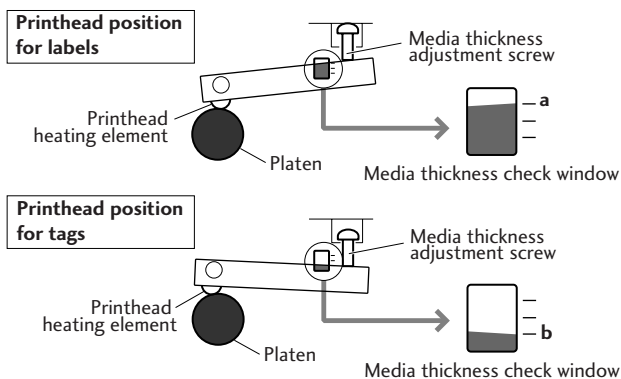 Printhead position
for labels
Media thickness
adjustment screw
Printhead
heating element
Platen
a
Media thickness check window
Printhead position
for tags
Media thickness
adjustment screw
Printhead
heating element
Platen
b
Media thickness check window